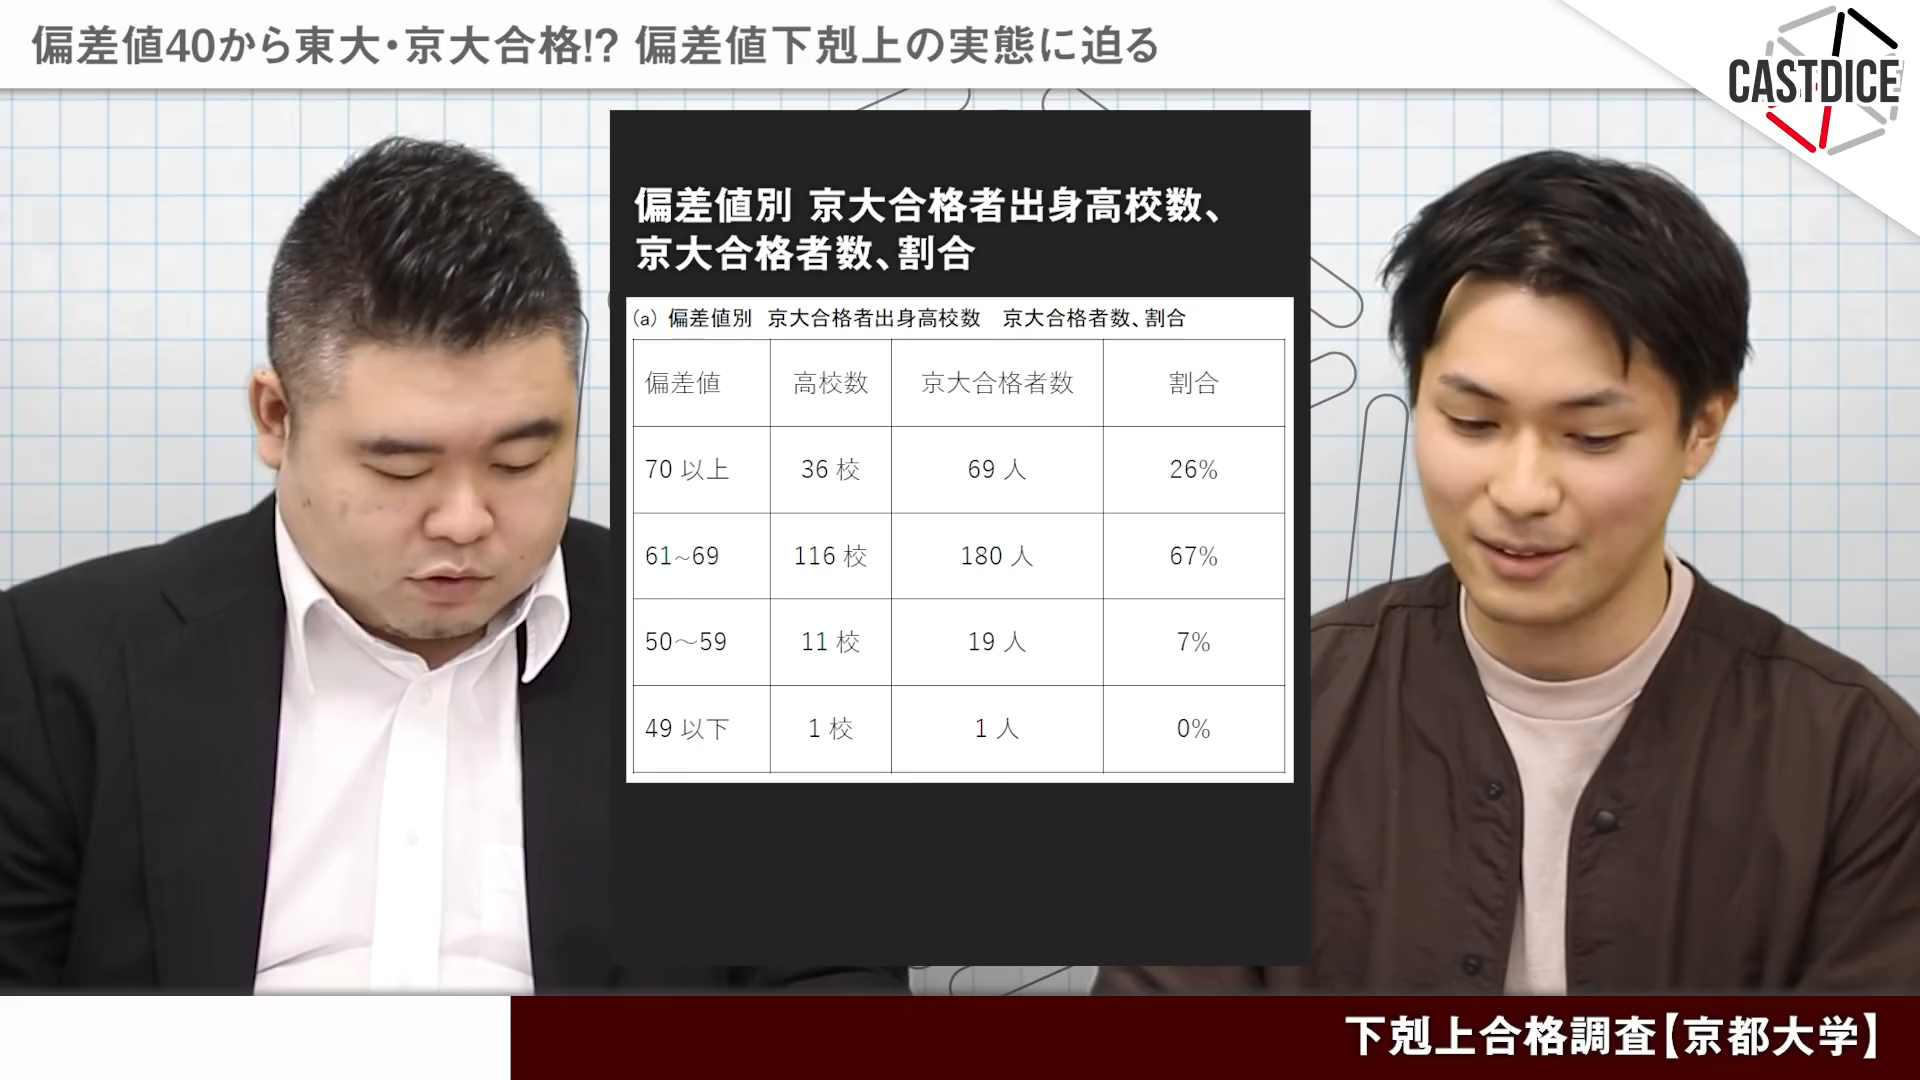 偏差値40から東大・京大合格!? 偏差値下剋上の実態に迫る
CASTDICE
偏差値別 京大合格者出身高校数、
京大合格者数、割合
(a) 偏差値別 京大合格者出身高校数 京大合格者数、割合
偏差値 高校数 京大合格者数 割合
70 以上 36 校 69 人 26%
61~69 116 校 180 人 67%
50～59 11 校 19 人 7%
49 以下 1 校 1 人 0%
下剋上合格調査【京都大学】